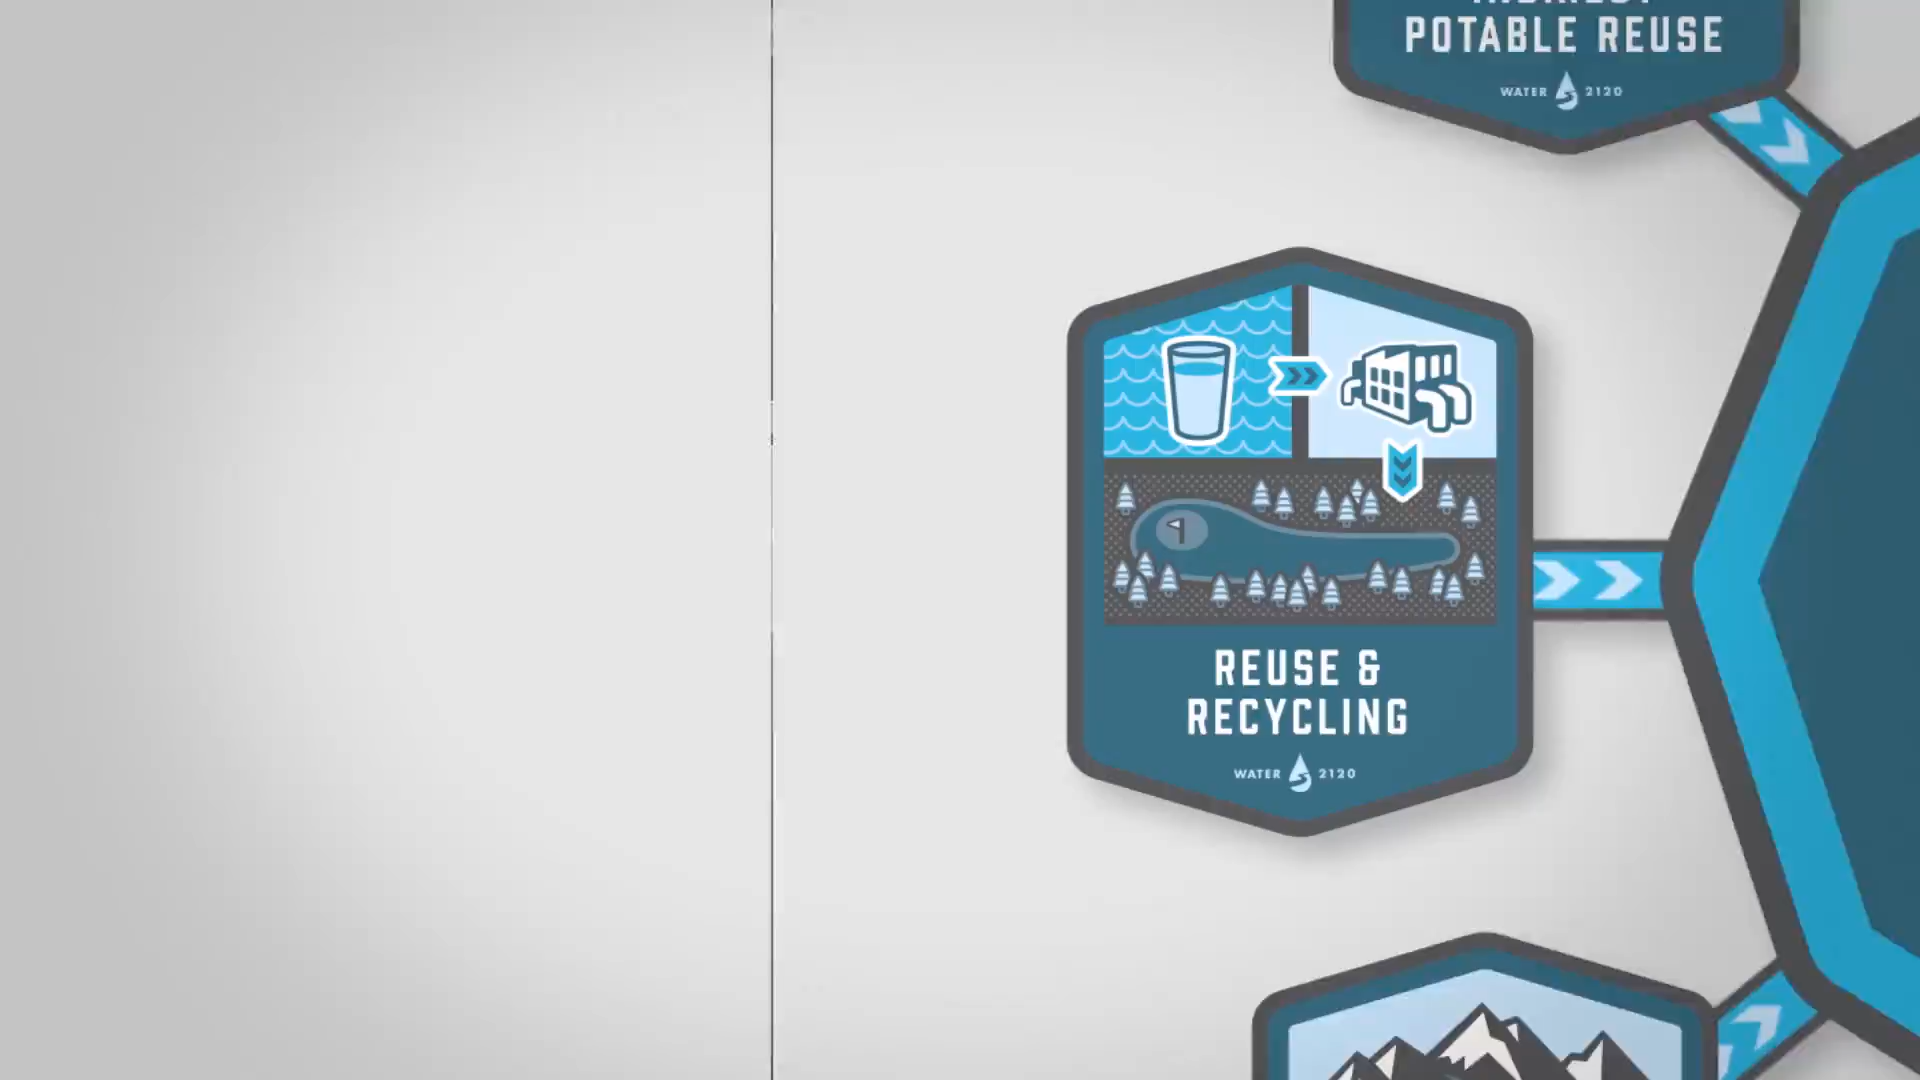 POTABLE REUSE
WATER 2120
REUSE &
RECYCLING
WATER 2120